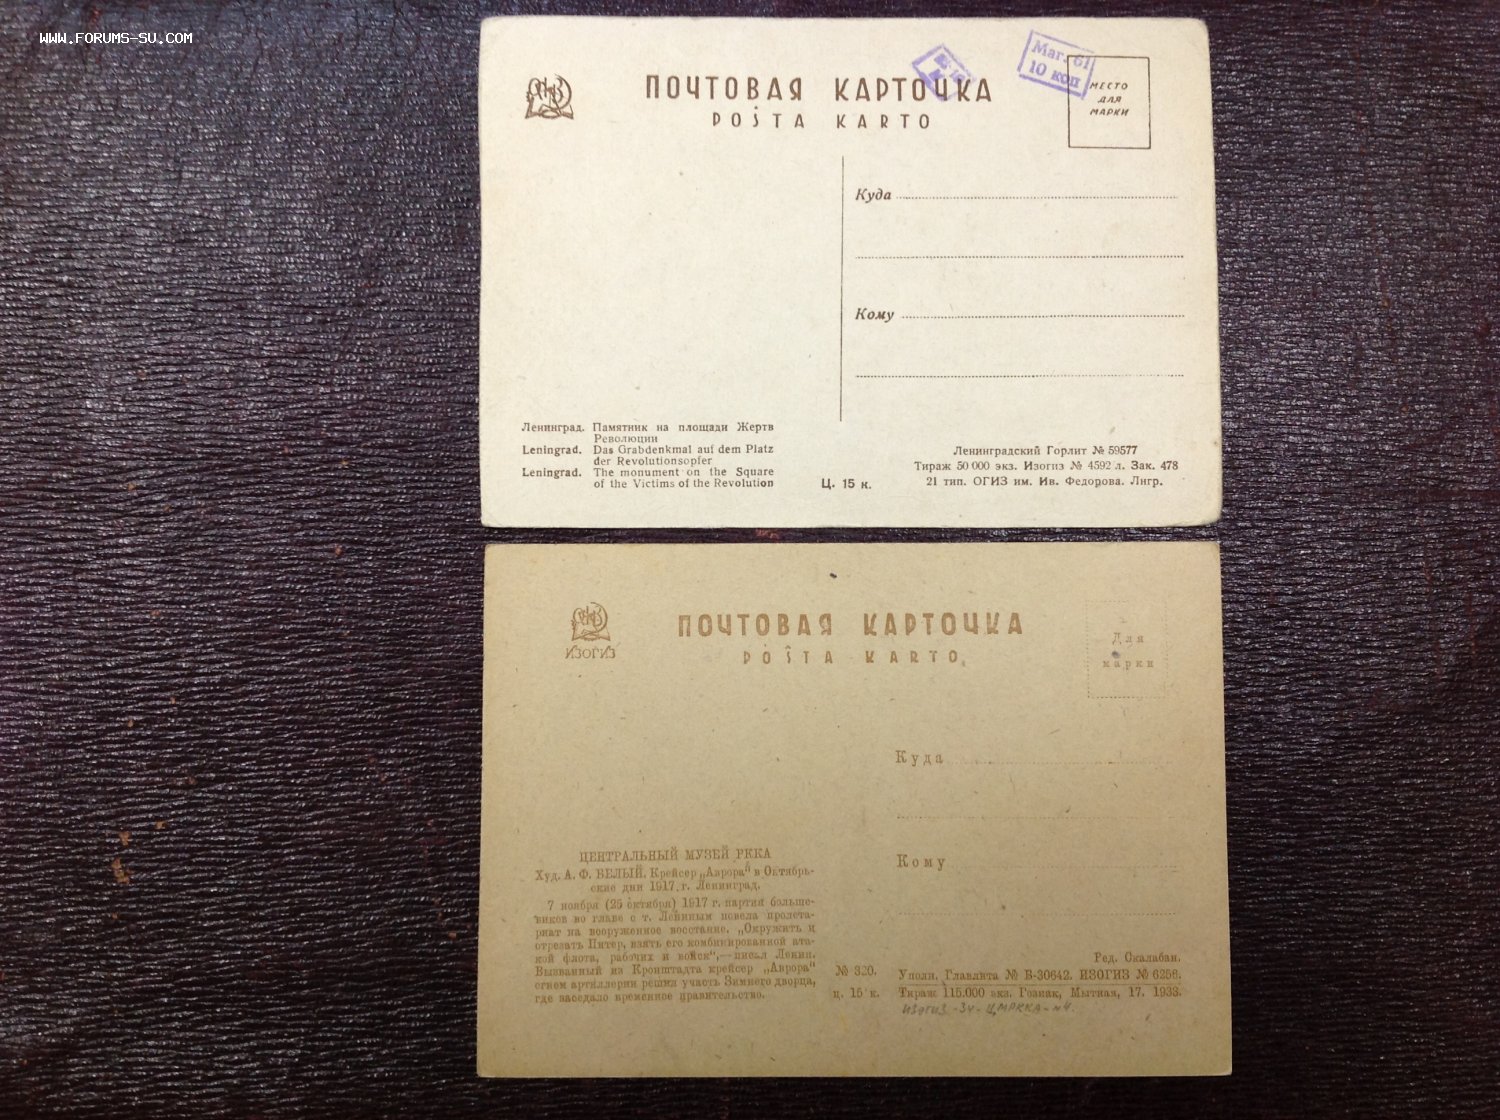 WWW.FORUMS-SU.COM
ПОЧТОВАЯ КАРТОЧКА
POŜTA KARTO
Маг. 61
10 коп
МЕСТО
ДЛЯ
МАРКИ
Куда
Кому
Ленинград. Памятник на площади Жертв
Революции
Leningrad. Das Grabdenkmal auf dem Platz
der Revolutionsopfer
Leningrad. The monument on the Square
of the Victims of the Revolution
Ц. 15 к.
Ленинградский Горлит № 59577
Тираж 50 000 экз. Изогиз № 4592 л. Зак. 478
21 тип. ОГИЗ им. Ив. Федорова. Лнгр.
ИЗОГИЗ
ПОЧТОВАЯ КАРТОЧКА
POŜTA KARTO
Для
марки
Куда
Кому
ЦЕНТРАЛЬНЫЙ МУЗЕЙ РККА
Худ. А. Ф. БЕЛЫЙ. Крейсер „Аврора" в Октябрь-
ские дни 1917 г. Ленинград.
7 ноября (25 октября) 1917 г. партия больше-
виков во главе с т. Лениным повела пролета-
риат на вооруженное восстание. „Окружить и
отрезать Питер, взять его комбинированной ата-
кой флота, рабочих и войск",—писал Ленин.
Вызванный из Кронштадта крейсер „Аврора"
огнем артиллерии решил участь Зимнего дворца,
где заседало временное правительство.
№ 320.
ц. 15 к.
Ред. Скалабан.
Уполн. Главлита № Б-30642. ИЗОГИЗ № 6258.
Тираж 115.000 экз. Гознак, Мытная, 17. 1933.
Изогиз-34-ЦМРККА-N4.